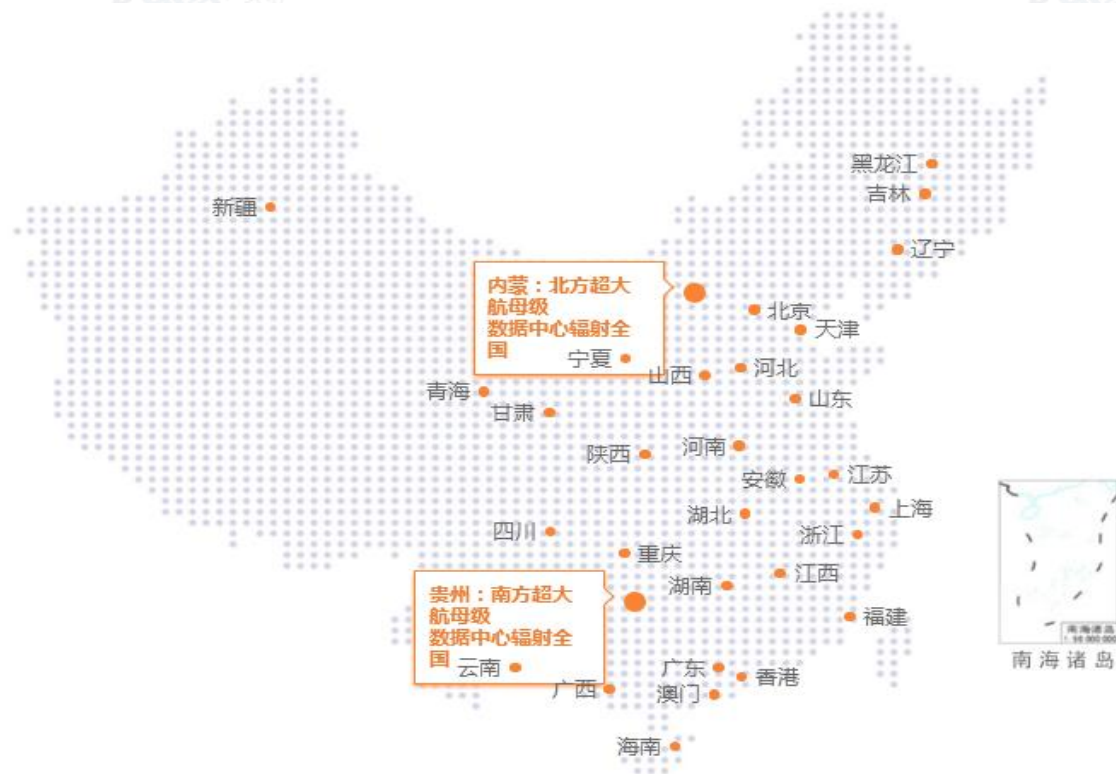 黑龙江
吉林
新疆
辽宁
内蒙：北方超大
航母级
数据中心辐射全
国
北京
天津
宁夏
山西
河北
青海
甘肃
山东
陕西
河南
安徽
江苏
湖北
上海
四川
浙江
重庆
湖南
江西
贵州：南方超大
航母级
数据中心辐射全
国
福建
云南
广东
香港
广西
澳门
海南
南海诸岛
南海诸岛